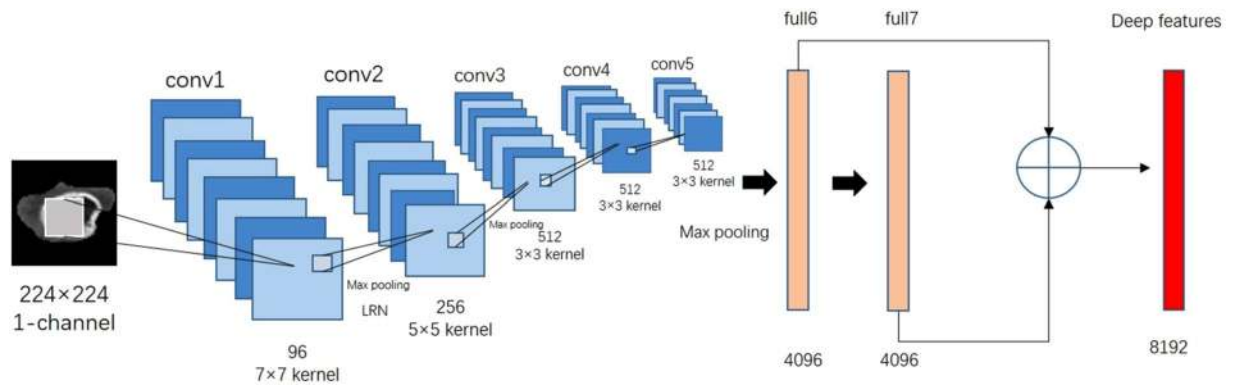 full6
full7
Deep features
conv1
conv2
conv3
conv4
conv5
224×224
1-channel
96
7×7 kernel
Max pooling
LRN
256
5×5 kernel
Max pooling
512
3×3 kernel
512
3×3 kernel
512
3×3 kernel
Max pooling
4096
4096
8192